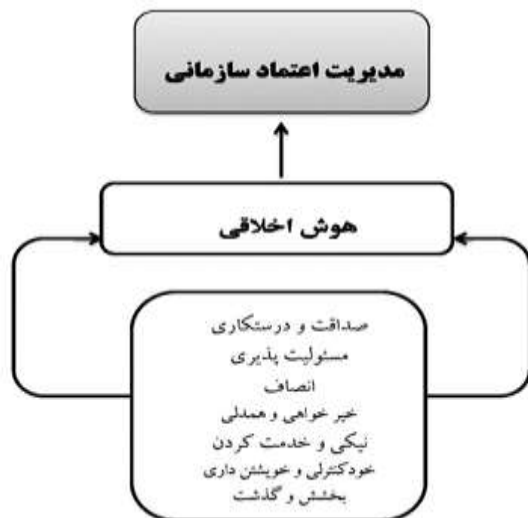 مدیریت اعتماد سازمانی
هوش اخلاقی
صداقت و درستکاری
مسئولیت پذیری
انصاف
خیر خواهی و همدلی
نیکی و خدمت کردن
خودکنترلی و خویشتن داری
بخشش و گذشت